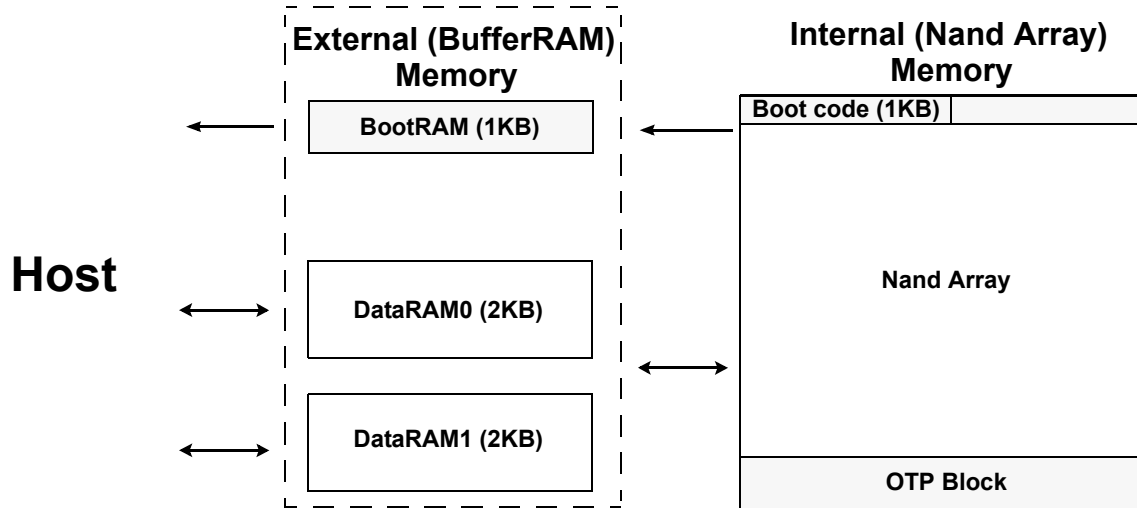 External (BufferRAM)
Memory
Internal (Nand Array)
Memory
BootRAM (1KB)
Boot code (1KB)
Host
DataRAM0 (2KB)
Nand Array
DataRAM1 (2KB)
OTP Block